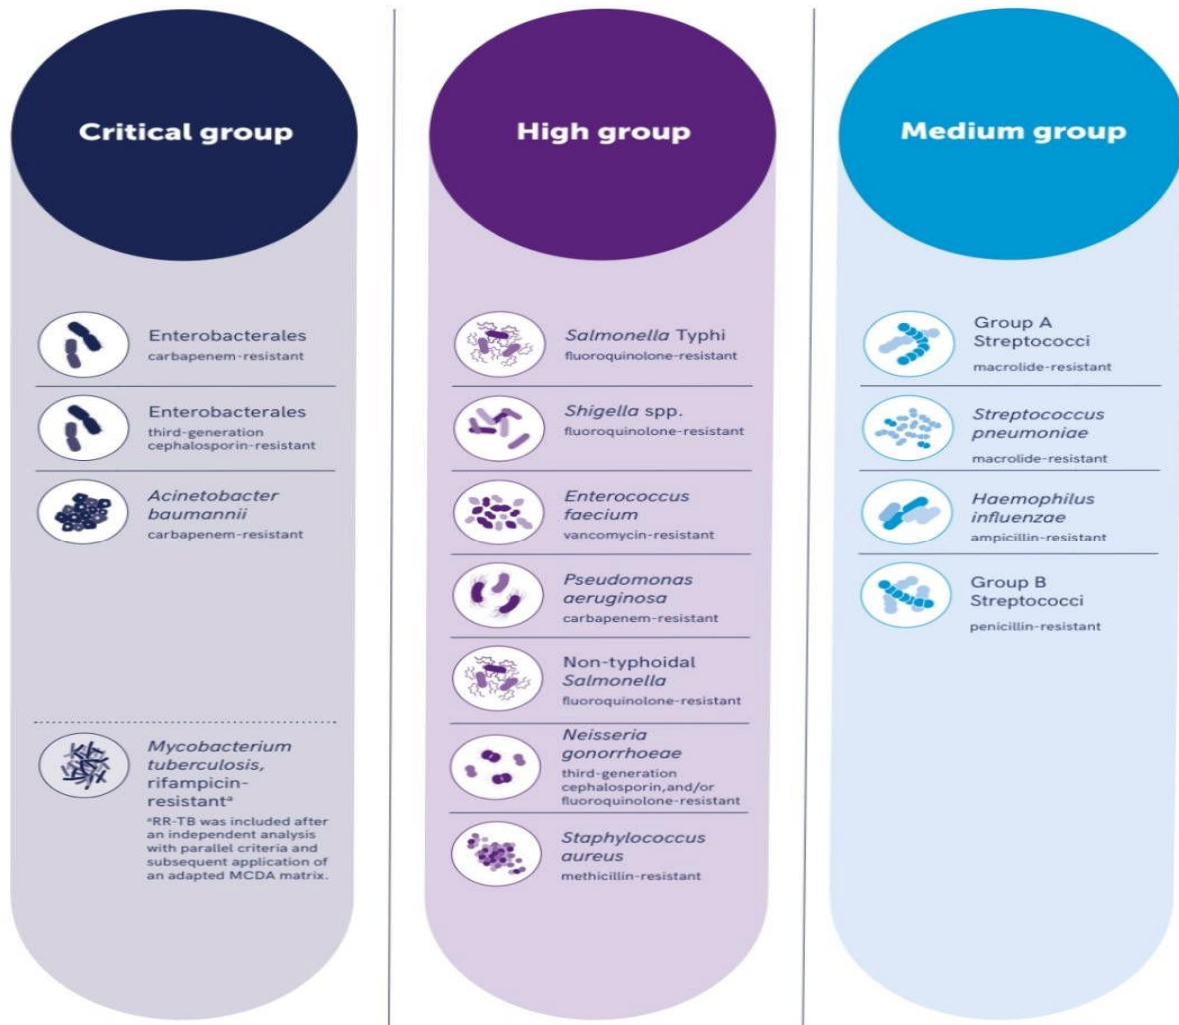 Critical group
Enterobacterales
carbapenem-resistant
Enterobacterales
third-generation
cephalosporin-resistant
Acinetobacter
baumannii
carbapenem-resistant
Mycobacterium
tuberculosis,
rifampicin-
resistantª
ªRR-TB was included after
an independent analysis
with parallel criteria and
subsequent application of
an adapted MCDA matrix.
High group
Salmonella Typhi
fluoroquinolone-resistant
Shigella spp.
fluoroquinolone-resistant
Enterococcus
faecium
vancomycin-resistant
Pseudomonas
aeruginosa
carbapenem-resistant
Non-typhoidal
Salmonella
fluoroquinolone-resistant
Neisseria
gonorrhoeae
third-generation
cephalosporin,and/or
fluoroquinolone-resistant
Staphylococcus
aureus
methicillin-resistant
Medium group
Group A
Streptococci
macrolide-resistant
Streptococcus
pneumoniae
macrolide-resistant
Haemophilus
influenzae
ampicillin-resistant
Group B
Streptococci
penicillin-resistant